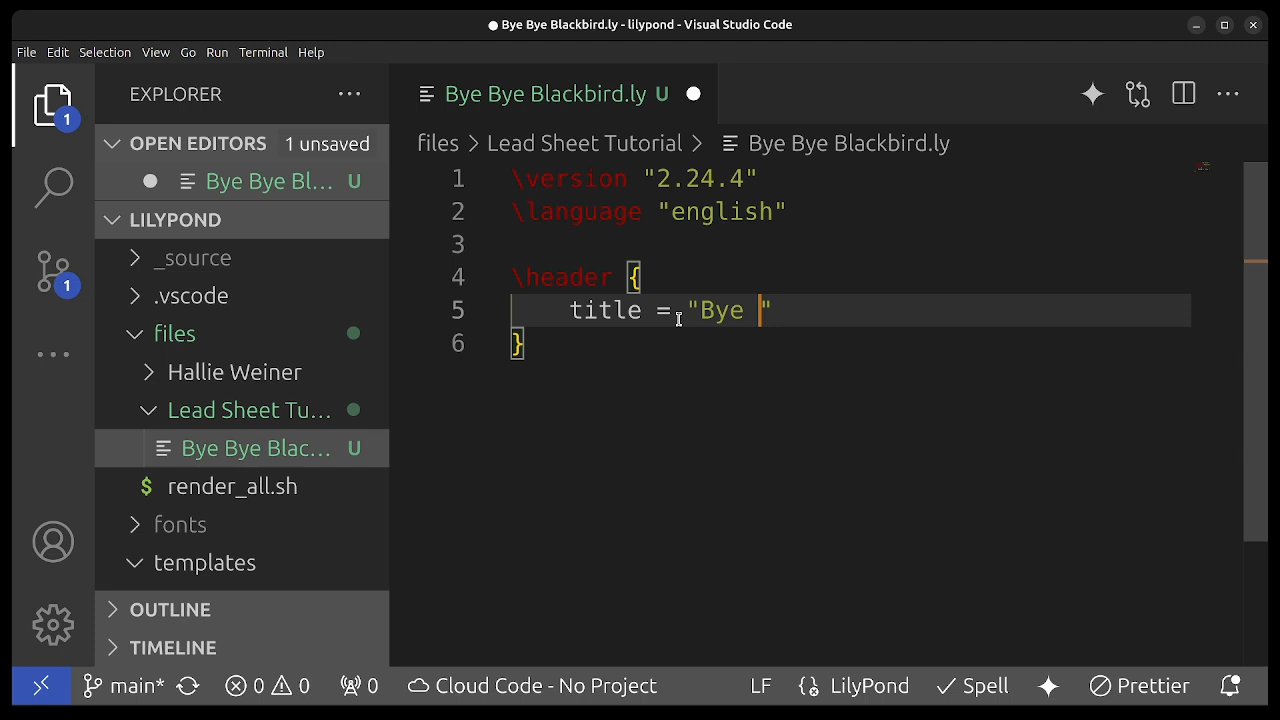 Bye Bye Blackbird.ly - lilypond - Visual Studio Code
File Edit Selection View Go Run Terminal Help
1
1
EXPLORER
OPEN EDITORS 1 unsaved
Bye Bye Bl... U
LILYPOND
_source
.vscode
files
Hallie Weiner
Lead Sheet Tu...
Bye Bye Blac... U
$ render_all.sh
fonts
templates
OUTLINE
TIMELINE
Bye Bye Blackbird.ly U
files > Lead Sheet Tutorial > Bye Bye Blackbird.ly
1 \version "2.24.4"
2 \language "english"
3
4 \header {
5 title = "Bye "
6 }
main* 0 0 0 Cloud Code - No Project LF {} LilyPond Spell Prettier